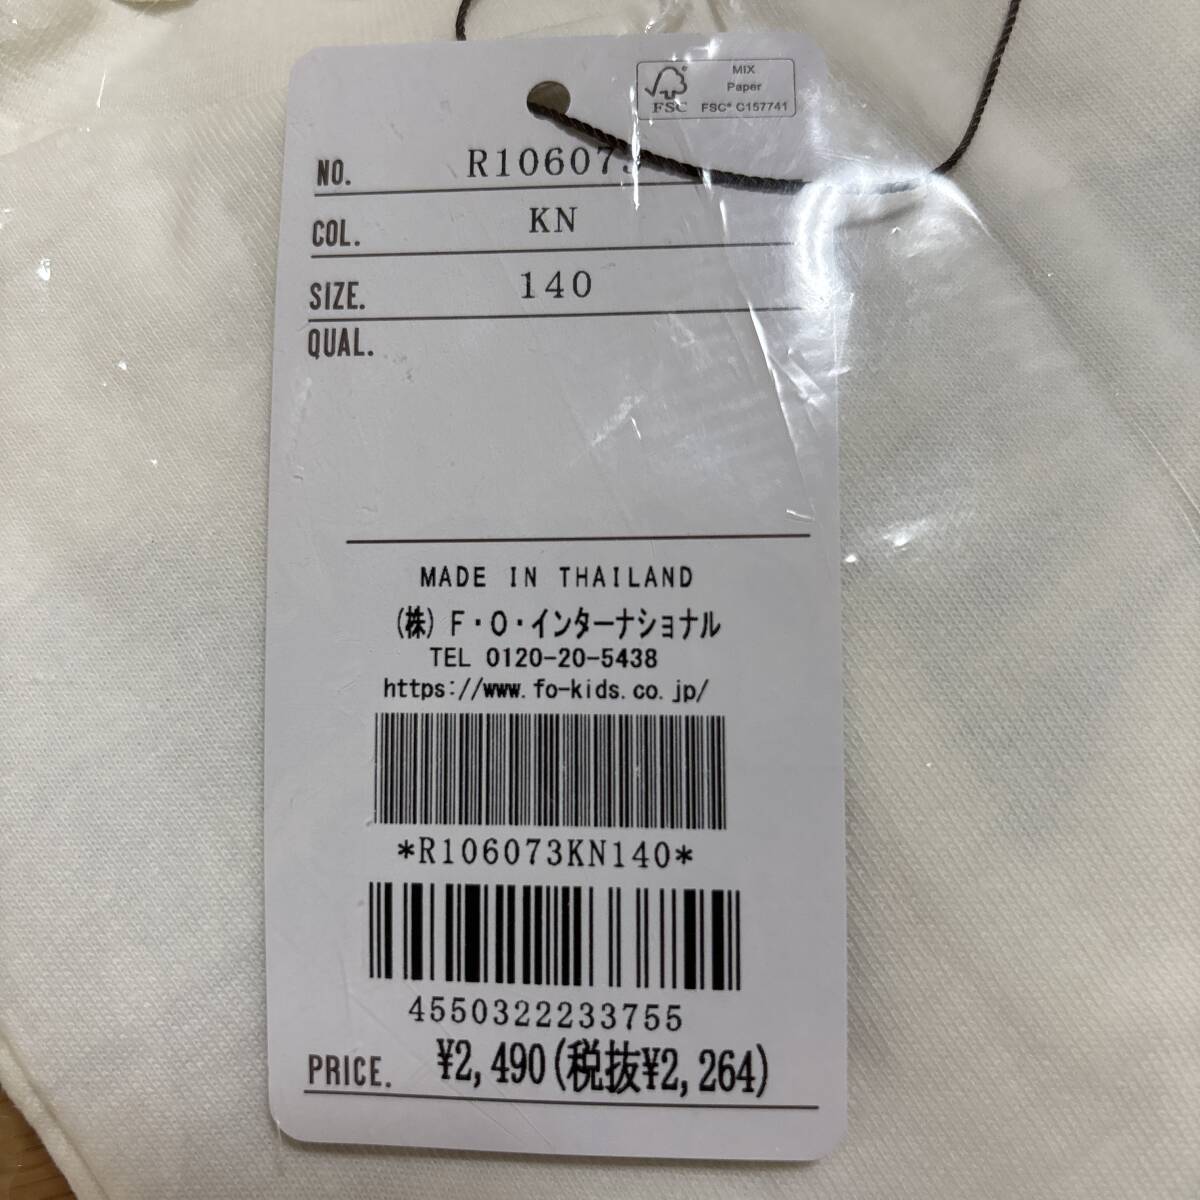 MIX
Paper
FSC
FSC® C157741
NO. R106073
COL. KN
SIZE. 140
QUAL.
MADE IN THAILAND
(株) F・O・インターナショナル
TEL 0120-20-5438
https://www.fo-kids.co.jp/
*R106073KN140*
4550322233755
PRICE. ¥2,490(税抜¥2,264)